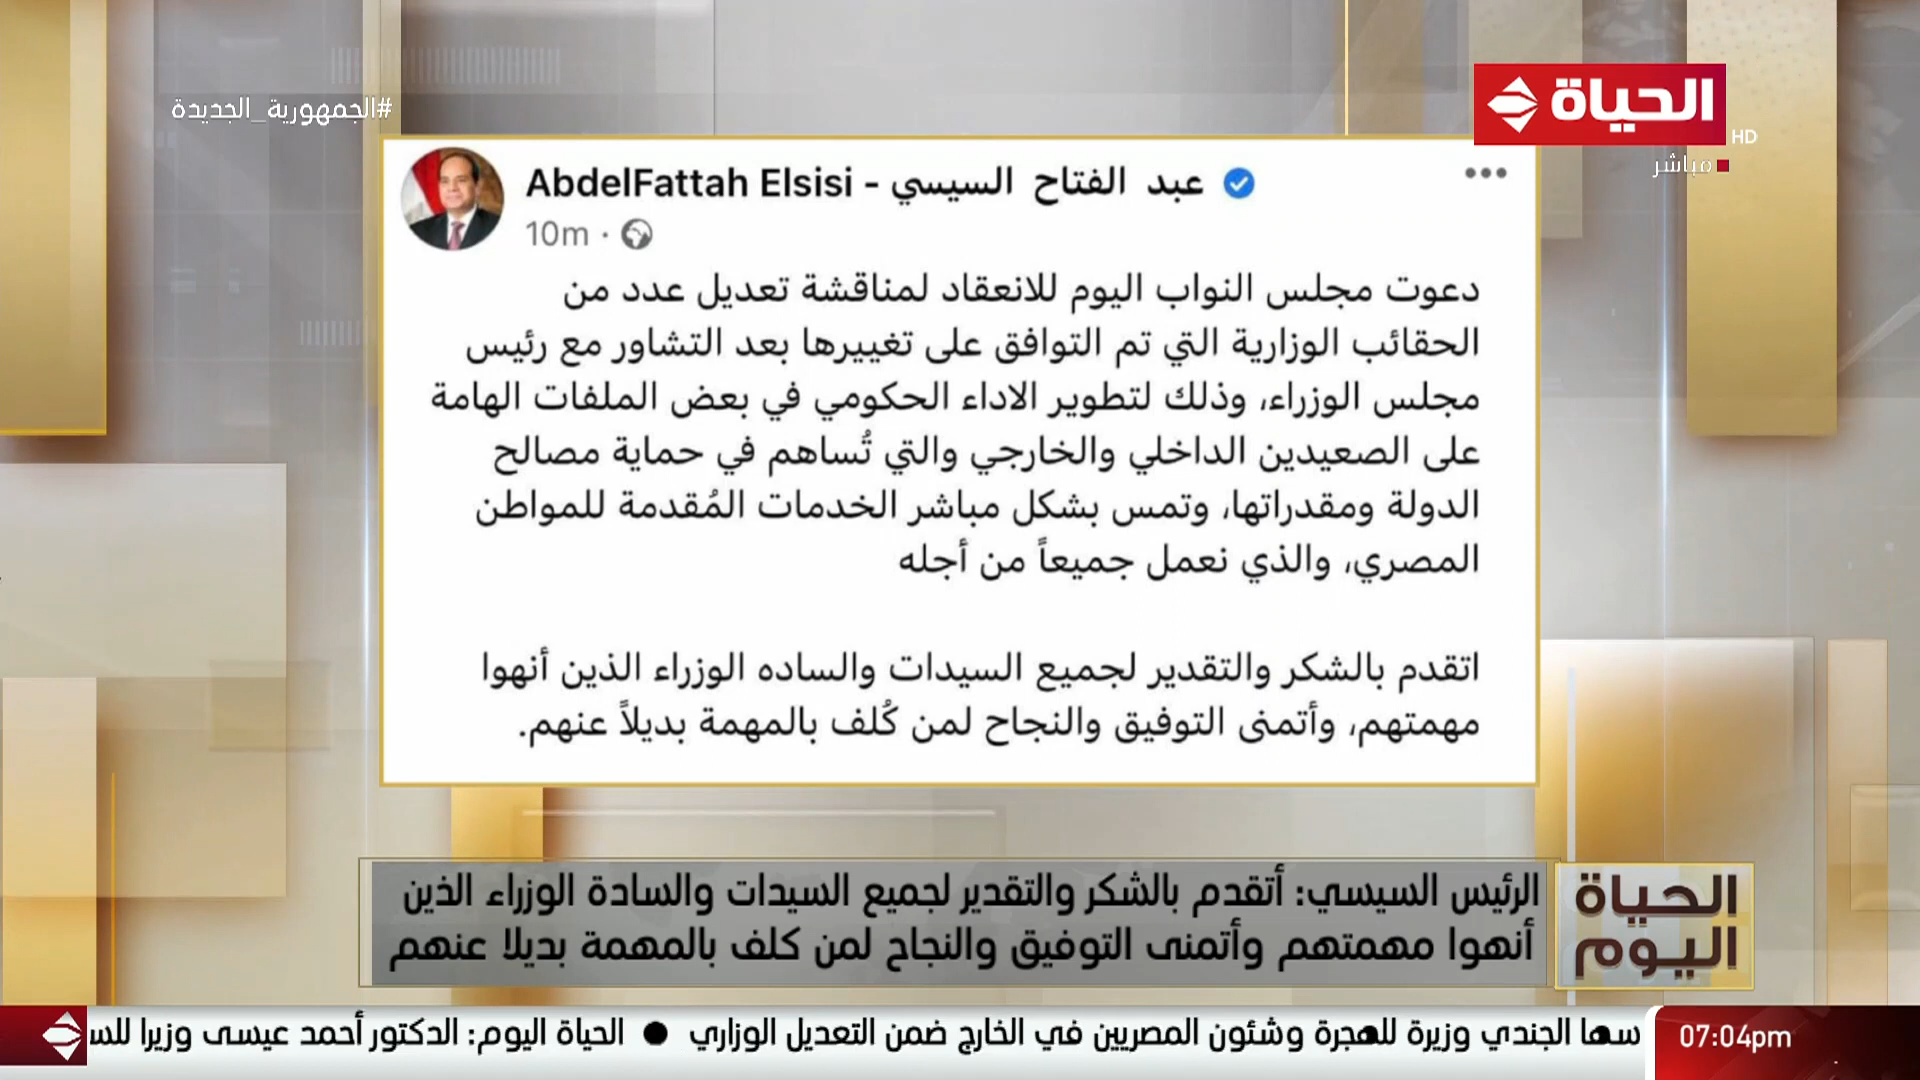 #الجمهورية_الجديدة
الحياة
HD
مباشر
AbdelFattah Elsisi - عبد الفتاح السيسي
10m ·
دعوت مجلس النواب اليوم للانعقاد لمناقشة تعديل عدد من
الحقائب الوزارية التي تم التوافق على تغييرها بعد التشاور مع رئيس
مجلس الوزراء، وذلك لتطوير الاداء الحكومي في بعض الملفات الهامة
على الصعيدين الداخلي والخارجي والتي تُساهم في حماية مصالح
الدولة ومقدراتها، وتمس بشكل مباشر الخدمات المُقدمة للمواطن
المصري، والذي نعمل جميعاً من أجله
اتقدم بالشكر والتقدير لجميع السيدات والساده الوزراء الذين أنهوا
مهمتهم، وأتمنى التوفيق والنجاح لمن كُلف بالمهمة بديلاً عنهم.
الحياة
اليوم
الرئيس السيسي: أتقدم بالشكر والتقدير لجميع السيدات والسادة الوزراء الذين
أنهوا مهمتهم وأتمنى التوفيق والنجاح لمن كلف بالمهمة بديلا عنهم
07:04pm
سها الجندي وزيرة للهجرة وشئون المصريين في الخارج ضمن التعديل الوزاري ● الحياة اليوم: الدكتور أحمد عيسى وزيرا